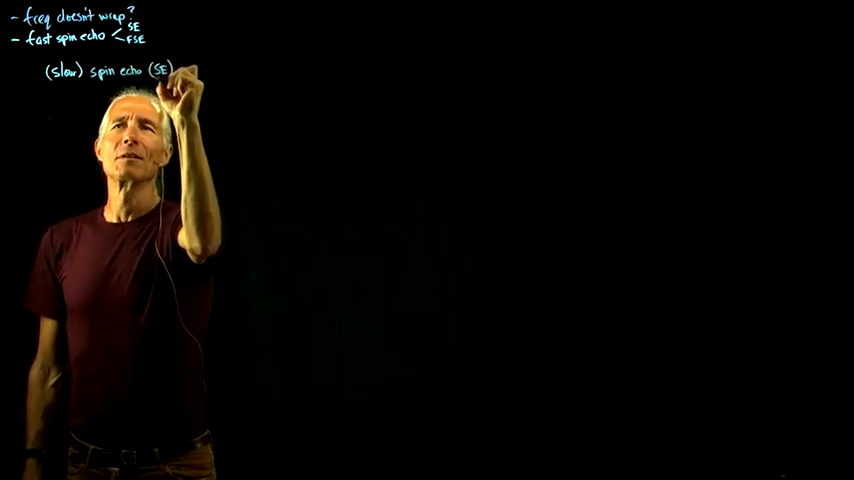 - freq doesn't wrap?
- fast spin echo < SE
FSE
(slow) spin echo (SE)